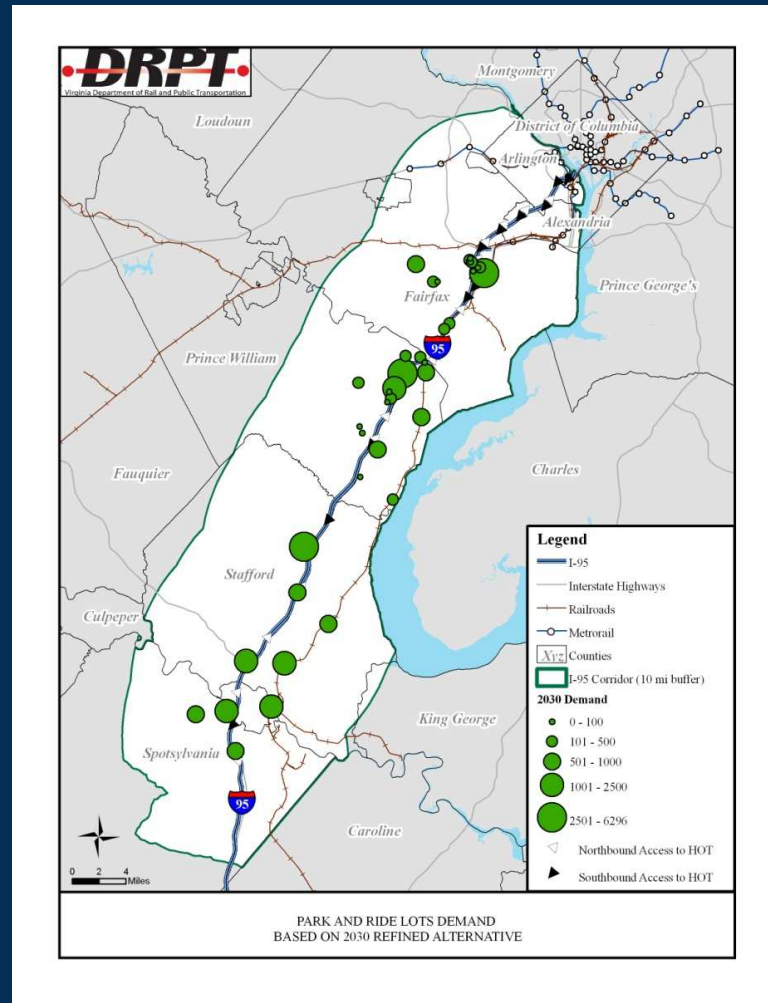 DRPT
Virginia Department of Rail and Public Transportation
Montgomery
Loudoun
District of Columbia
Arlington
Alexandria
Prince George's
Fairfax
95
Prince William
Fauquier
Charles
Stafford
Culpeper
King George
Spotsylvania
95
Caroline
0 2 4
Miles
Legend
I-95
Interstate Highways
Railroads
Metrorail
Xyz Counties
I-95 Corridor (10 mi buffer)
2030 Demand
0 - 100
101 - 500
501 - 1000
1001 - 2500
2501 - 6296
Northbound Access to HOT
Southbound Access to HOT
PARK AND RIDE LOTS DEMAND
BASED ON 2030 REFINED ALTERNATIVE